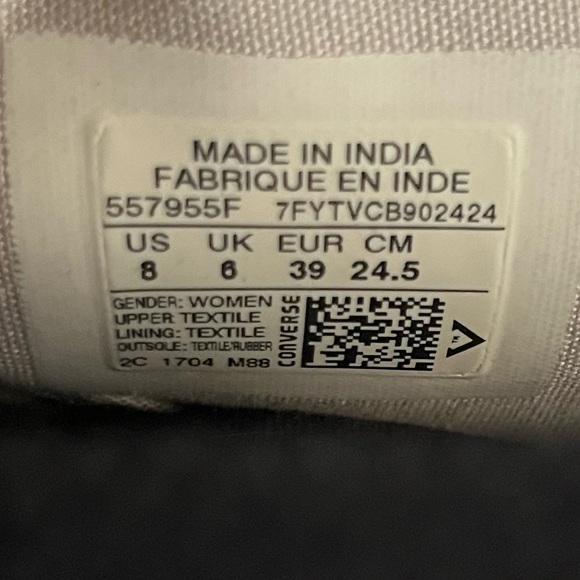 MADE IN INDIA
FABRIQUE EN INDE
557955F 7FYTVCB902424
US UK EUR CM
8 6 39 24.5
GENDER: WOMEN
UPPER TEXTILE
LINING: TEXTILE
OUTSOLE: TEXTILE/RUBBER
2C 1704 M88
CONVERSE